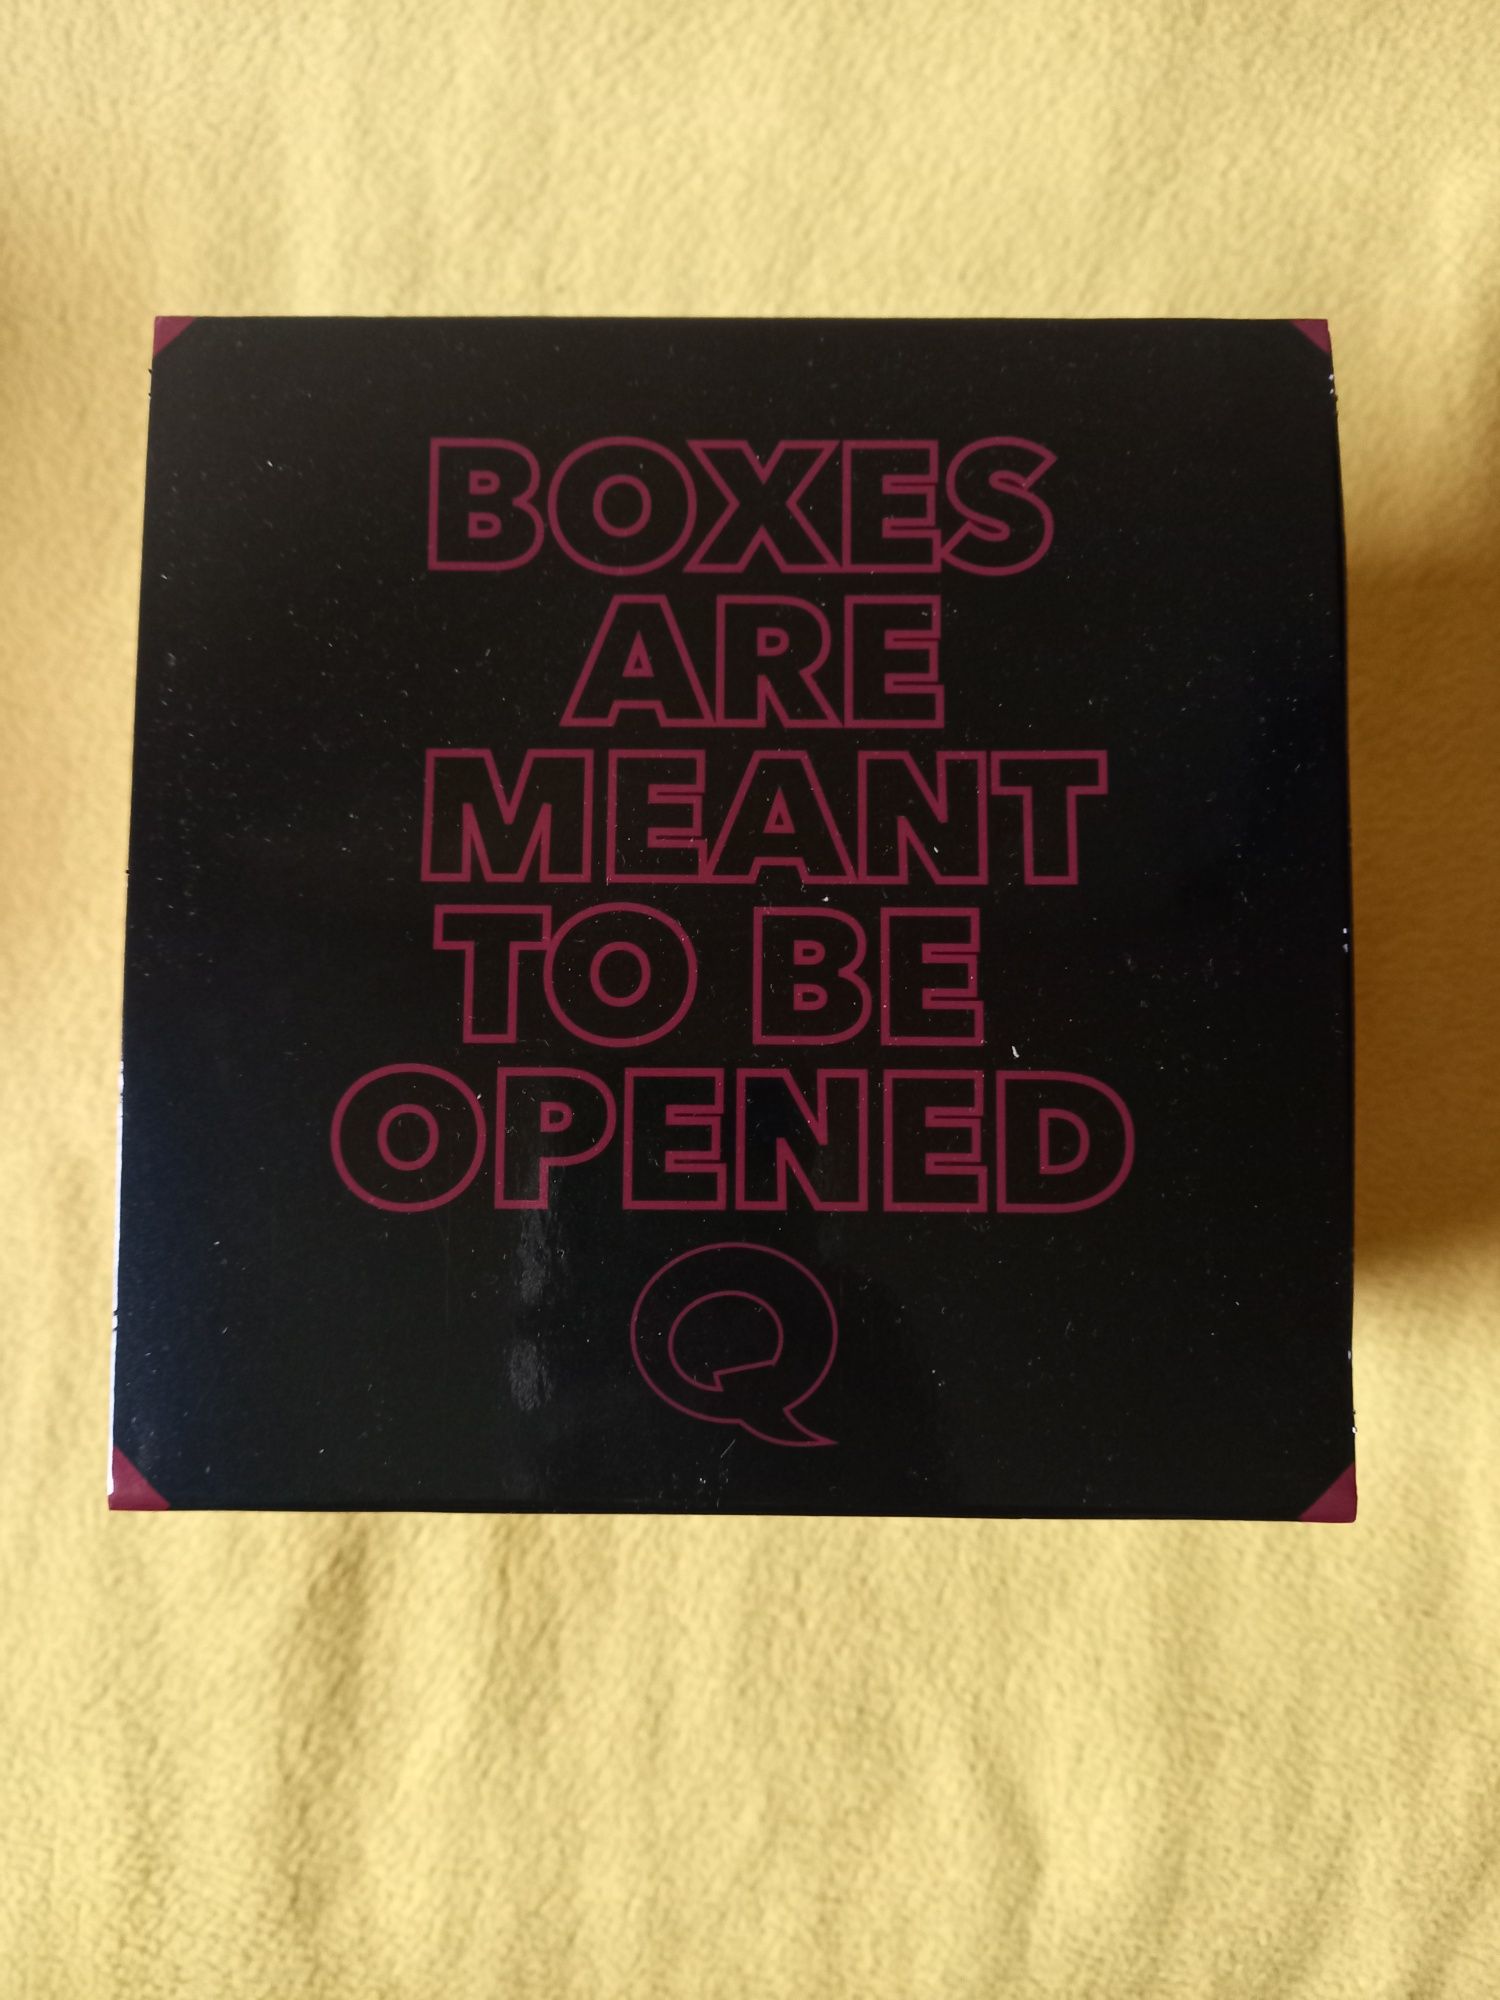 BOXES
ARE
MEANT
TO BE
OPENED
Q